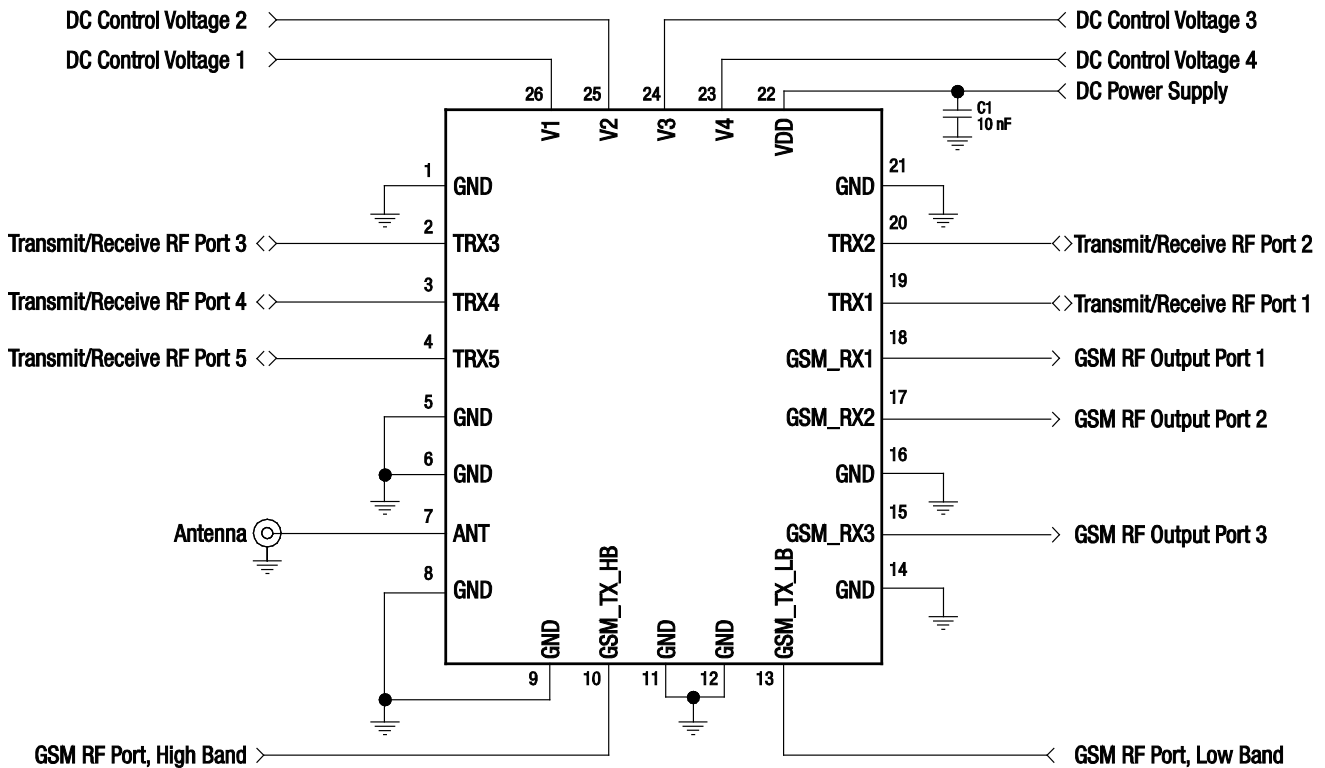 DC Control Voltage 2
DC Control Voltage 3
DC Control Voltage 1
DC Control Voltage 4
26 25 24 23 22
DC Power Supply
C1
10 nF
V1 V2 V3 V4 VDD
1 GND
GND 21
Transmit/Receive RF Port 3
2 TRX3
TRX2 20
Transmit/Receive RF Port 2
Transmit/Receive RF Port 4
3 TRX4
TRX1 19
Transmit/Receive RF Port 1
Transmit/Receive RF Port 5
4 TRX5
GSM_RX1 18
GSM RF Output Port 1
5 GND
GSM_RX2 17
GSM RF Output Port 2
6 GND
GND 16
Antenna
7 ANT
GSM_RX3 15
GSM RF Output Port 3
8 GND
GND 14
GND GSM_TX_HB GND GND GSM_TX_LB
9 10 11 12 13
GSM RF Port, High Band
GSM RF Port, Low Band